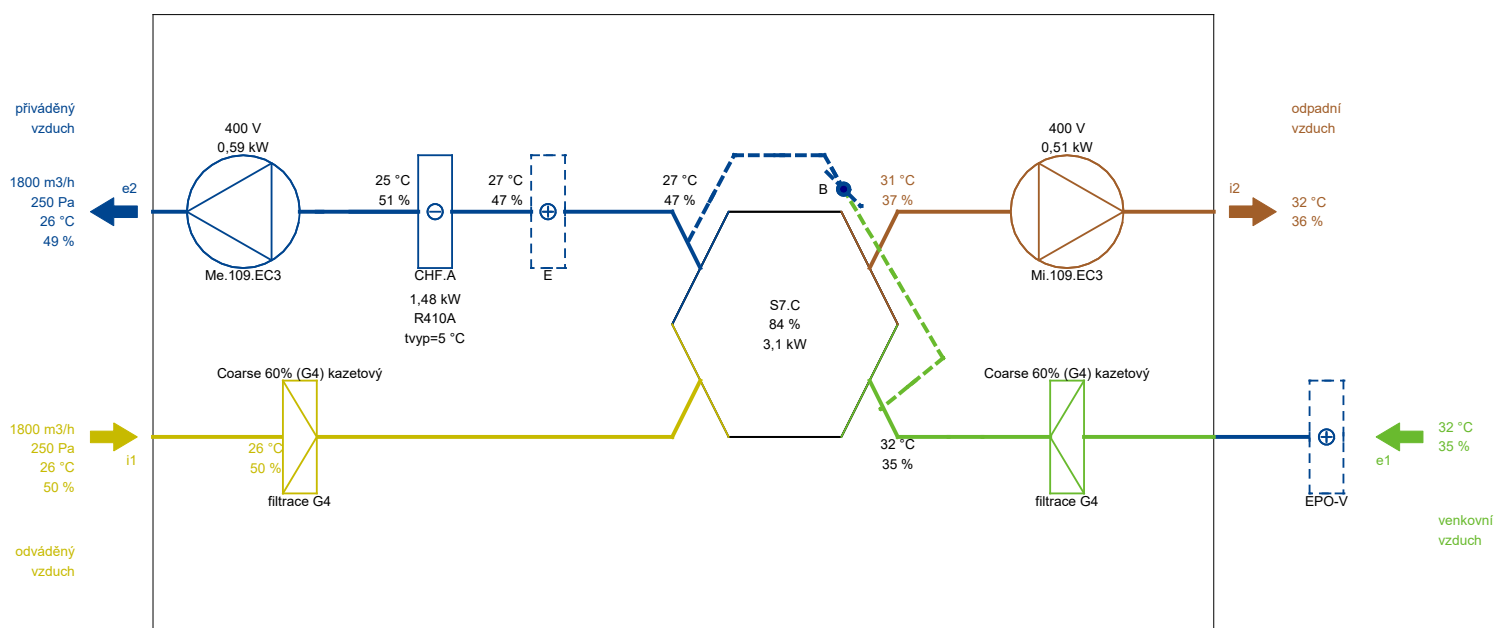 přiváděný
vzduch
1800 m3/h
250 Pa
26 °C
49 %
e2
400 V
0,59 kW
Me.109.EC3
25 °C
51 %
CHF.A
1,48 kW
R410A
tvyp=5 °C
27 °C
47 %
E
27 °C
47 %
B
31 °C
37 %
400 V
0,51 kW
Mi.109.EC3
odpadní
vzduch
i2
32 °C
36 %
S7.C
84 %
3,1 kW
1800 m3/h
250 Pa
26 °C
50 %
i1
odváděný
vzduch
Coarse 60% (G4) kazetový
26 °C
50 %
filtrace G4
32 °C
35 %
Coarse 60% (G4) kazetový
filtrace G4
EPO-V
e1
32 °C
35 %
venkovní
vzduch